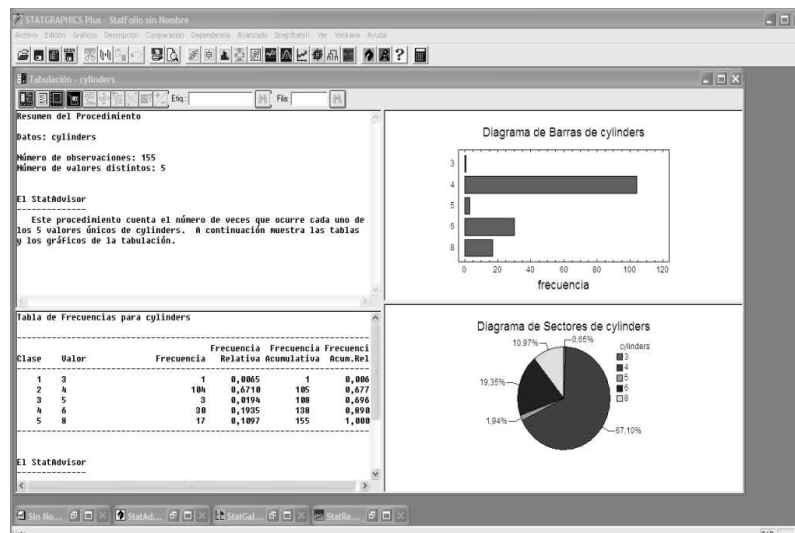 STATGRAPHICS Plus - StatFolio sin Nombre
Archivo Edición Gráficos Descripción Comparación Dependencia Avanzado SnapStats!! Ver Ventana Ayuda
Tabulación - cylinders
Etiq.: Fila:
Resumen del Procedimiento
Datos: cylinders
Número de observaciones: 155
Número de valores distintos: 5
El StatAdvisor
--------------
Este procedimiento cuenta el número de veces que ocurre cada uno de
los 5 valores únicos de cylinders. A continuación muestra las tablas
y los gráficos de la tabulación.
Diagrama de Barras de cylinders
3
4
5
6
8
0 20 40 60 80 100 120
frecuencia
Tabla de Frecuencias para cylinders
Frecuencia Frecuencia Frecuenci
Clase Valor Frecuencia Relativa Acumulativa Acum.Rel
1 3 1 0,0065 1 0,006
2 4 104 0,6710 105 0,677
3 5 3 0,0194 108 0,696
4 6 30 0,1935 138 0,890
5 8 17 0,1097 155 1,000
El StatAdvisor
--------------
Diagrama de Sectores de cylinders
10,97% 0,65%
cylinders
3
4
5
6
8
19,35%
1,94%
67,10%
Sin No... StatAd... StatGal... StatRe...